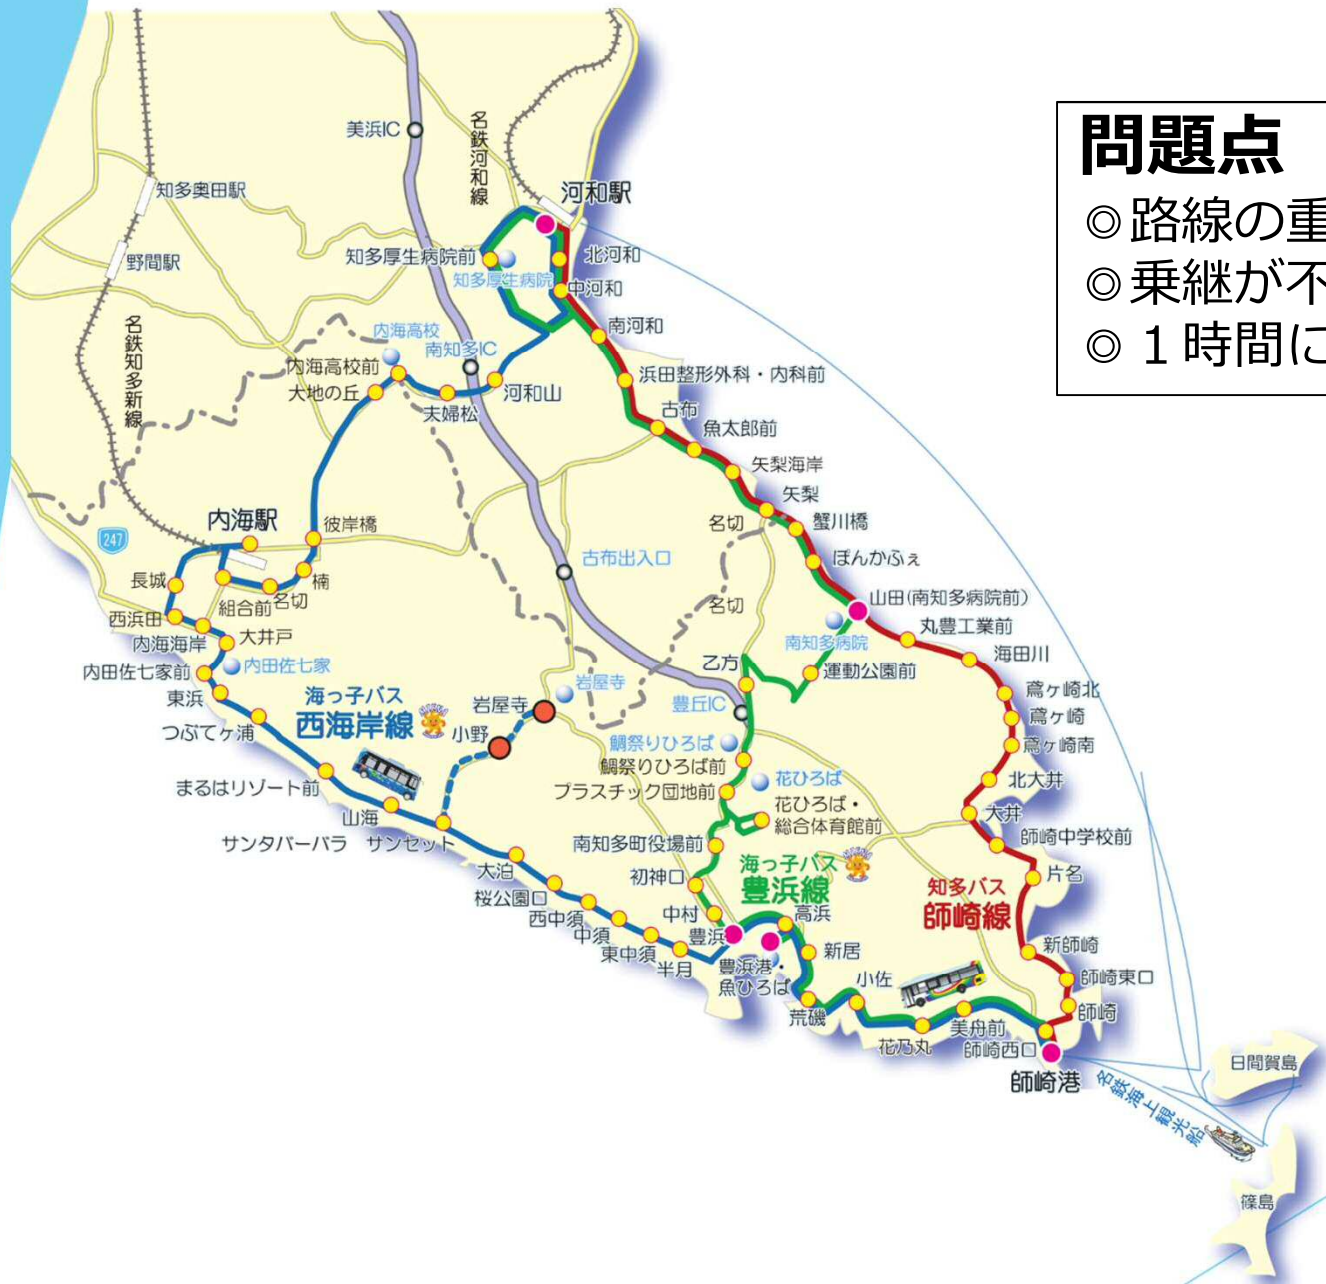 問題点
◎路線の重
◎乗継が不
◎１時間に
美浜IC
名鉄河和線
河和駅
知多奥田駅
野間駅
知多厚生病院前
知多厚生病院
北河和
中河和
名鉄知多新線
内海高校
南知多IC
南河和
内海高校前
大地の丘
夫婦松
河和山
浜田整形外科・内科前
古布
魚太郎前
矢梨海岸
矢梨
名切
蟹川橋
内海駅
彼岸橋
247
古布出入口
ぽんかふぇ
長城
楠
組合前
名切
名切
山田(南知多病院前)
西浜田
内海海岸
大井戸
南知多病院
丸豊工業前
内田佐七家前
内田佐七家
乙方
運動公園前
海田川
東浜
海っ子バス
西海岸線
岩屋寺
岩屋寺
豊丘IC
鳶ヶ崎北
鳶ヶ崎
つぶてヶ浦
小野
鯛祭りひろば
鯛祭りひろば前
鳶ヶ崎南
まるはリゾート前
プラスチック団地前
花ひろば
花ひろば・
総合体育館前
北大井
山海
大井
サンタバーバラ
サンセット
南知多町役場前
師崎中学校前
大泊
初神口
海っ子バス
豊浜線
知多バス
師崎線
片名
桜公園口
西中須
中村
高浜
中須
豊浜
新居
新師崎
東中須
半月
豊浜港・
魚ひろば
小佐
師崎東口
荒磯
師崎
花乃丸
美舟前
師崎西口
師崎港
日間賀島
名鉄海上観光船
篠島